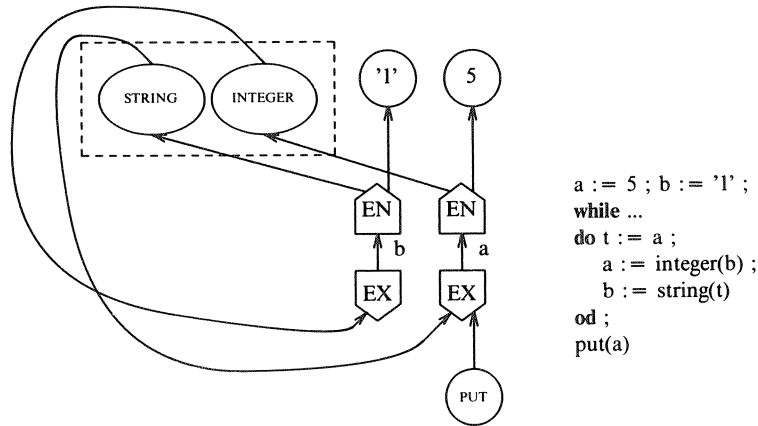 '1' 5
STRING INTEGER
EN EN
b a
EX EX
PUT
a := 5 ; b := '1' ;
while ...
do t := a ;
a := integer(b) ;
b := string(t)
od ;
put(a)